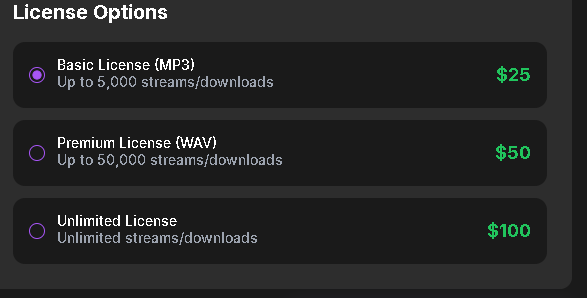 License Options
Basic License (MP3)
Up to 5,000 streams/downloads
$25
Premium License (WAV)
Up to 50,000 streams/downloads
$50
Unlimited License
Unlimited streams/downloads
$100